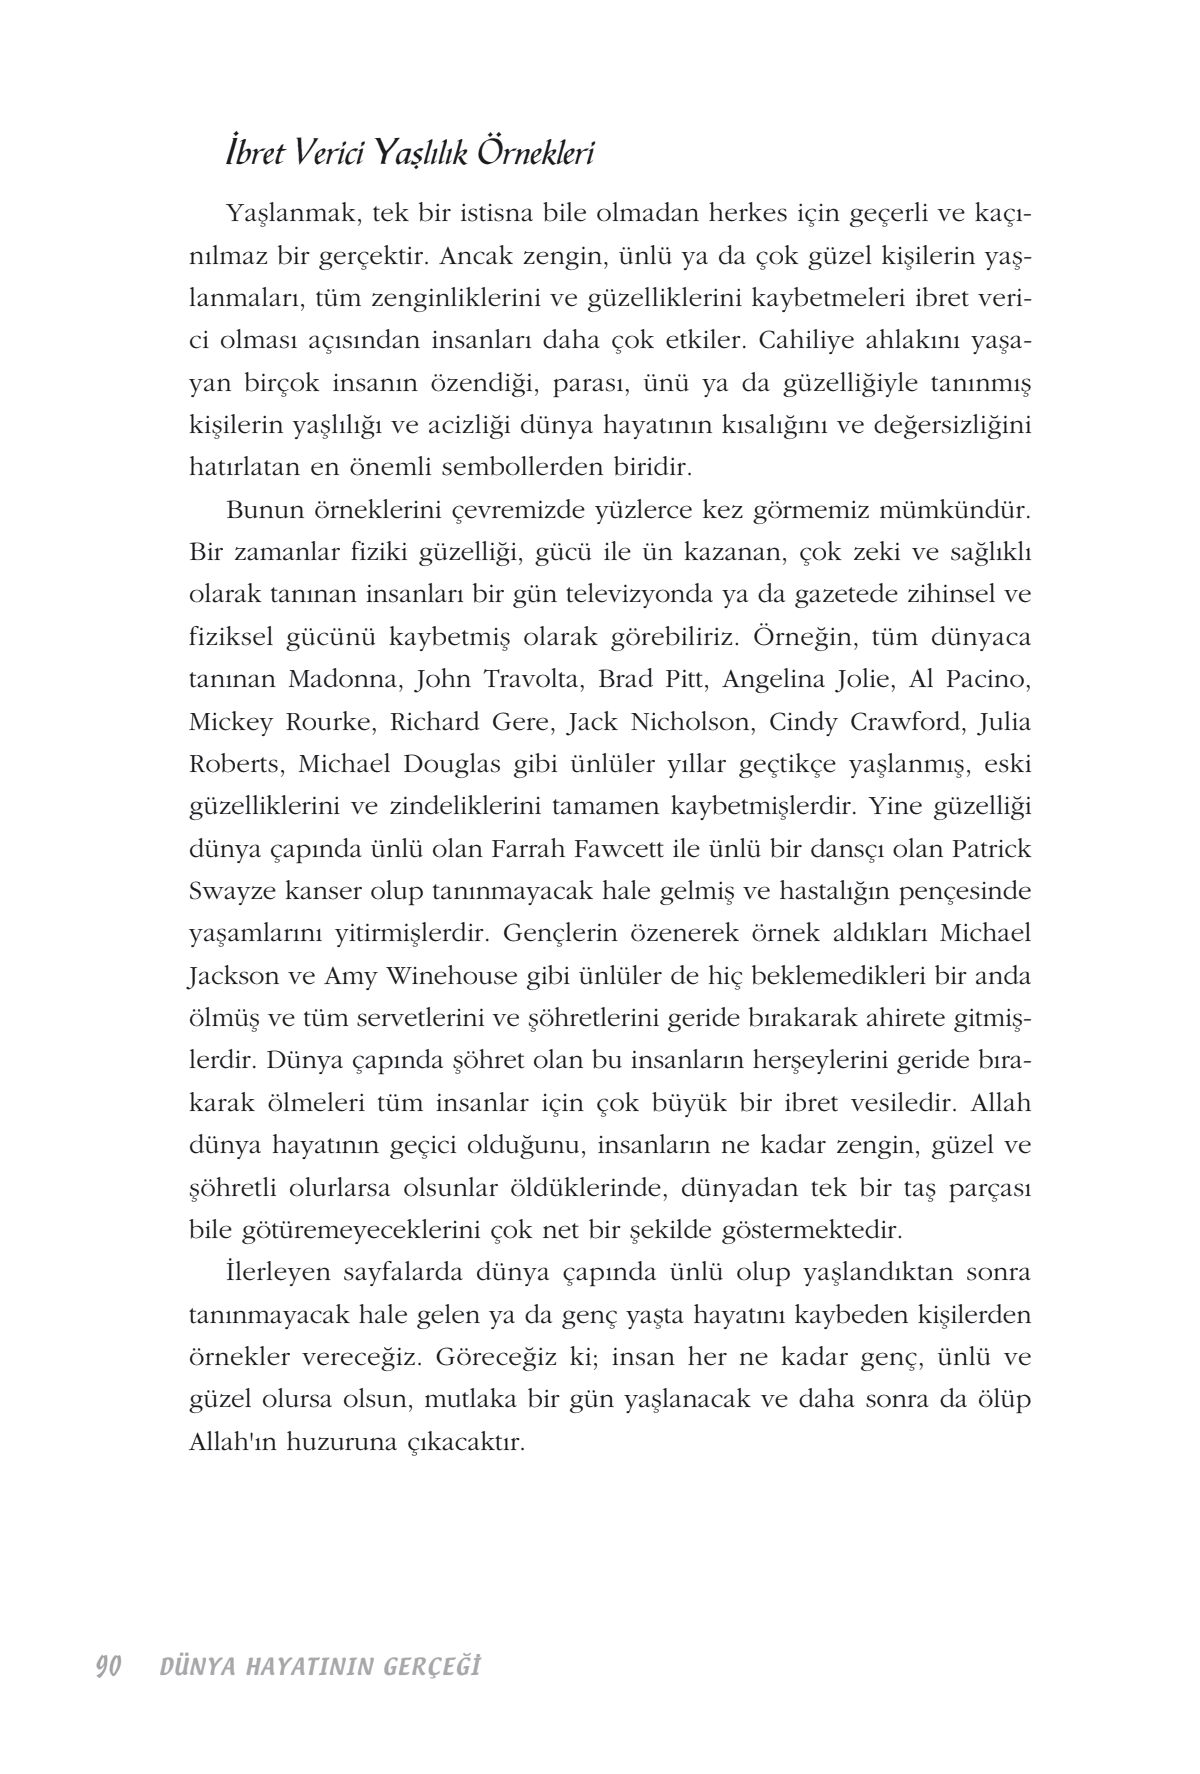 İbret Verici Yaşlılık Örnekleri
Yaşlanmak, tek bir istisna bile olmadan herkes için geçerli ve kaçı-
nılmaz bir gerçektir. Ancak zengin, ünlü ya da çok güzel kişilerin yaş-
lanmaları, tüm zenginliklerini ve güzelliklerini kaybetmeleri ibret veri-
ci olması açısından insanları daha çok etkiler. Cahiliye ahlakını yaşa-
yan birçok insanın özendiği, parası, ünü ya da güzelliğiyle tanınmış
kişilerin yaşlılığı ve acizliği dünya hayatının kısalığını ve değersizliğini
hatırlatan en önemli sembollerden biridir.
Bunun örneklerini çevremizde yüzlerce kez görmemiz mümkündür.
Bir zamanlar fiziki güzelliği, gücü ile ün kazanan, çok zeki ve sağlıklı
olarak tanınan insanları bir gün televizyonda ya da gazetede zihinsel ve
fiziksel gücünü kaybetmiş olarak görebiliriz. Örneğin, tüm dünyaca
tanınan Madonna, John Travolta, Brad Pitt, Angelina Jolie, Al Pacino,
Mickey Rourke, Richard Gere, Jack Nicholson, Cindy Crawford, Julia
Roberts, Michael Douglas gibi ünlüler yıllar geçtikçe yaşlanmış, eski
güzelliklerini ve zindeliklerini tamamen kaybetmişlerdir. Yine güzelliği
dünya çapında ünlü olan Farrah Fawcett ile ünlü bir dansçı olan Patrick
Swayze kanser olup tanınmayacak hale gelmiş ve hastalığın pençesinde
yaşamlarını yitirmişlerdir. Gençlerin özenerek örnek aldıkları Michael
Jackson ve Amy Winehouse gibi ünlüler de hiç beklemedikleri bir anda
ölmüş ve tüm servetlerini ve şöhretlerini geride bırakarak ahirete gitmiş-
lerdir. Dünya çapında şöhret olan bu insanların herşeylerini geride bıra-
karak ölmeleri tüm insanlar için çok büyük bir ibret vesiledir. Allah
dünya hayatının geçici olduğunu, insanların ne kadar zengin, güzel ve
şöhretli olurlarsa olsunlar öldüklerinde, dünyadan tek bir taş parçası
bile götüremeyeceklerini çok net bir şekilde göstermektedir.
İlerleyen sayfalarda dünya çapında ünlü olup yaşlandıktan sonra
tanınmayacak hale gelen ya da genç yaşta hayatını kaybeden kişilerden
örnekler vereceğiz. Göreceğiz ki; insan her ne kadar genç, ünlü ve
güzel olursa olsun, mutlaka bir gün yaşlanacak ve daha sonra da ölüp
Allah'ın huzuruna çıkacaktır.
90 DÜNYA HAYATININ GERÇEĞİ